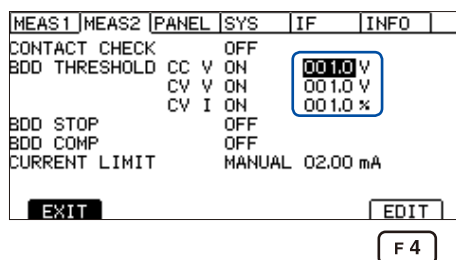 MEAS1 MEAS2 PANEL SYS IF INFO
CONTACT CHECK OFF
BDD THRESHOLD CC V ON 001.0 V
CV V ON 001.0 V
CV I ON 001.0 %
BDD STOP OFF
BDD COMP OFF
CURRENT LIMIT MANUAL 02.00 mA
EXIT EDIT
F 4